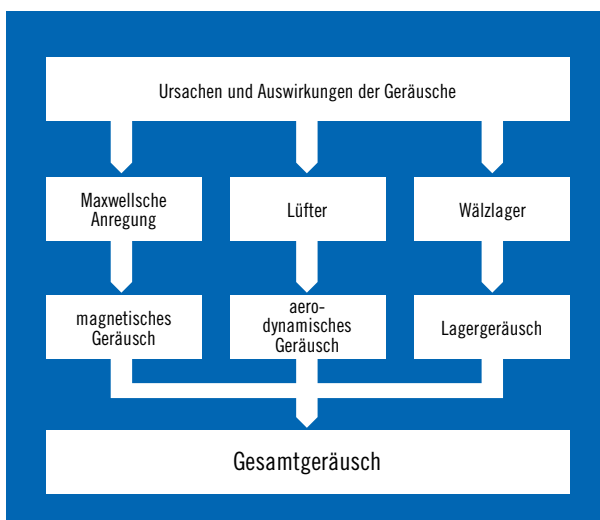 Ursachen und Auswirkungen der Geräusche
Maxwellsche
Anregung
Lüfter
Wälzlager
magnetisches
Geräusch
aero-
dynamisches
Geräusch
Lagergeräusch
Gesamtgeräusch